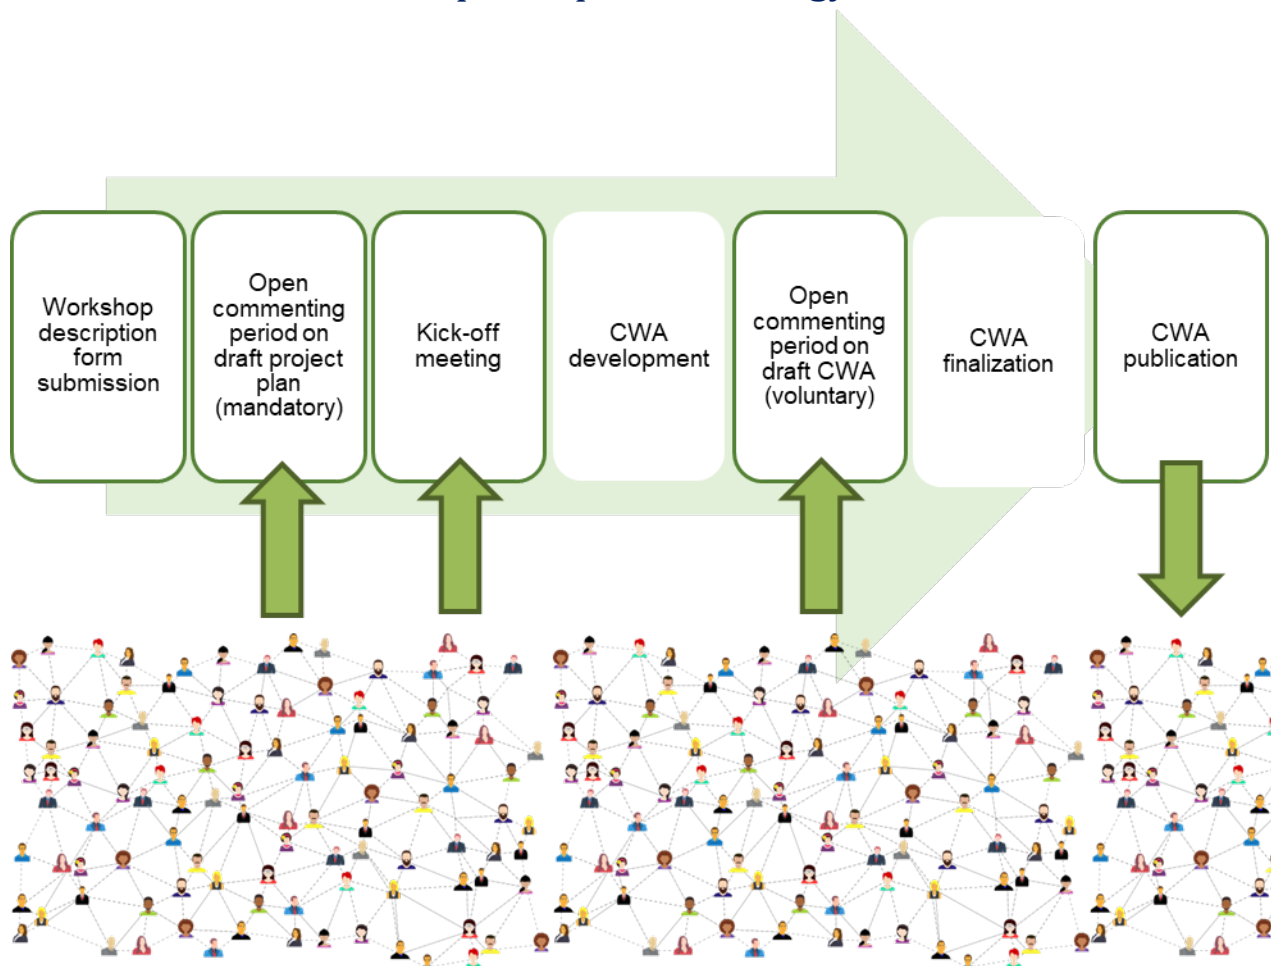 Workshop
description
form
submission
Open
commenting
period on
draft project
plan
(mandatory)
Kick-off
meeting
CWA
development
Open
commenting
period on
draft CWA
(voluntary)
CWA
finalization
CWA
publication